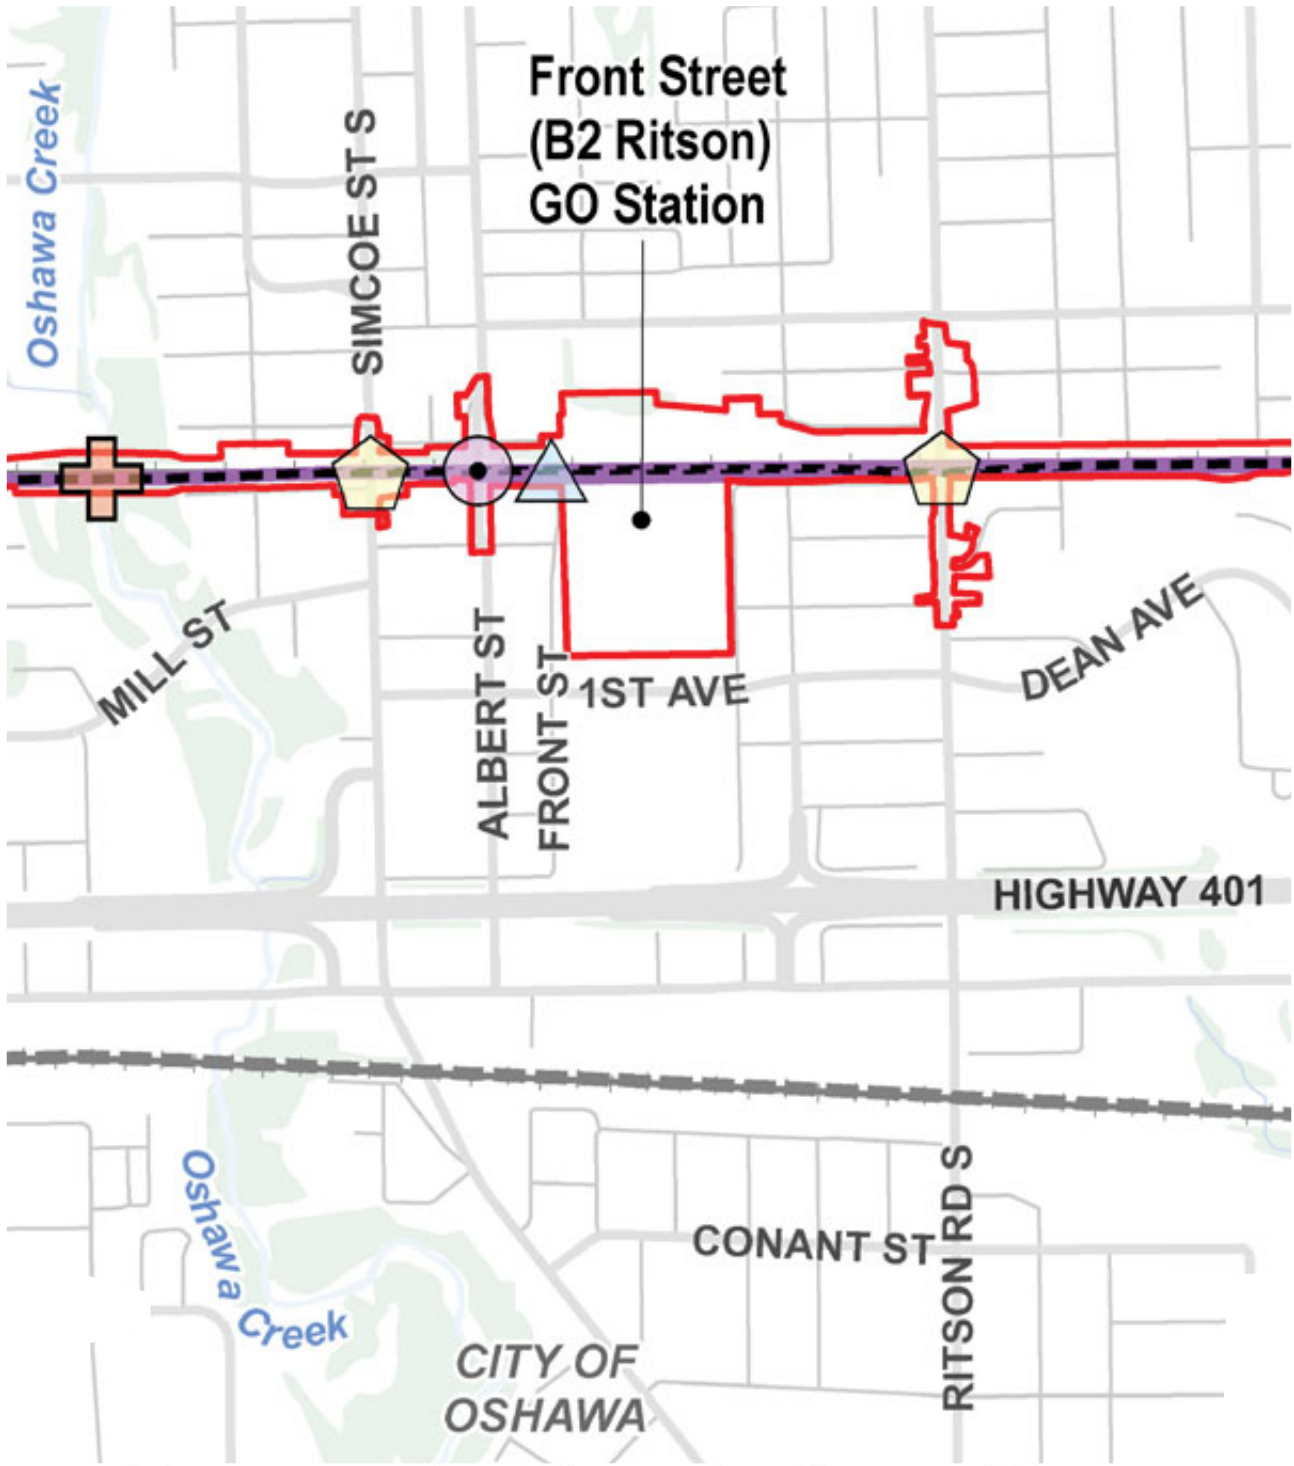 Front Street
(B2 Ritson)
GO Station
Oshawa Creek
SIMCOE ST S
MILL ST
ALBERT ST
FRONT ST
1ST AVE
DEAN AVE
HIGHWAY 401
Oshawa
Creek
CONANT ST
RITSON RD S
CITY OF
OSHAWA